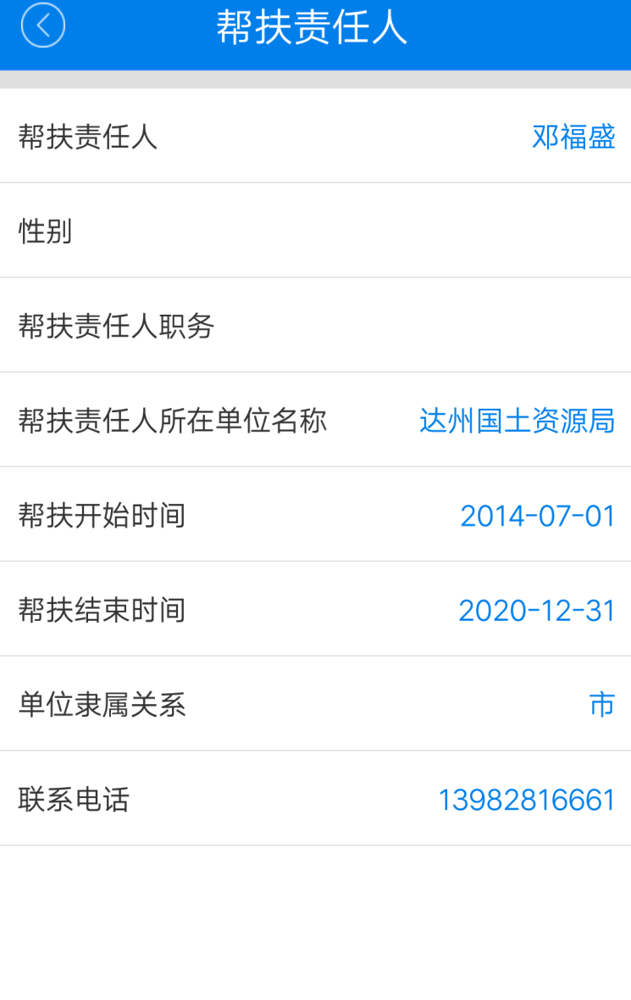 帮扶责任人
帮扶责任人 邓福盛
性别
帮扶责任人职务
帮扶责任人所在单位名称 达州国土资源局
帮扶开始时间 2014-07-01
帮扶结束时间 2020-12-31
单位隶属关系 市
联系电话 13982816661